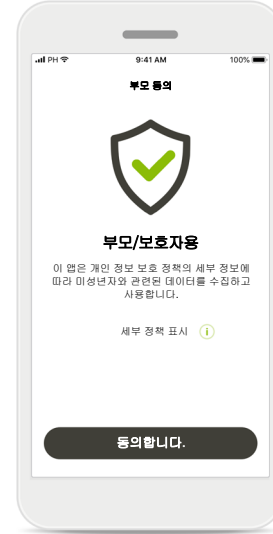 PH 9:41 AM 100%
부모 동의
부모/보호자용
이 앱은 개인 정보 보호 정책의 세부 정보에
따라 미성년자와 관련된 데이터를 수집하고
사용합니다.
세부 정책 표시 i
동의합니다.